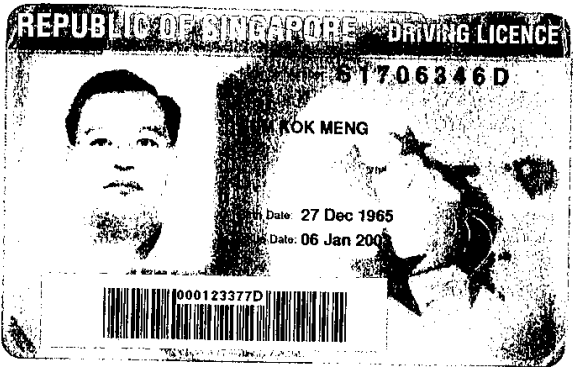 REPUBLIC OF SINGAPORE DRIVING LICENCE
S1706346D
KOK MENG
Date: 27 Dec 1965
Date: 06 Jan
000123377D